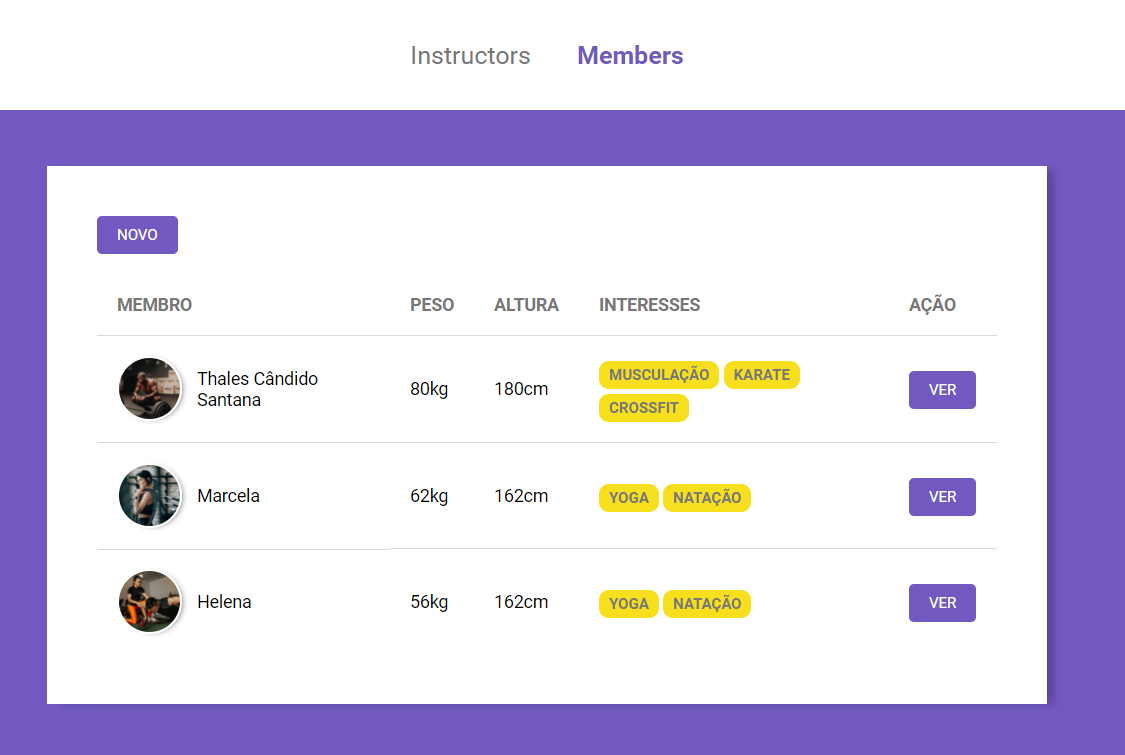 Instructors Members
NOVO
MEMBRO PESO ALTURA INTERESSES AÇÃO
Thales Cândido
Santana
80kg 180cm
MUSCULAÇÃO KARATE
CROSSFIT
VER
Marcela 62kg 162cm YOGA NATAÇÃO VER
Helena 56kg 162cm YOGA NATAÇÃO VER